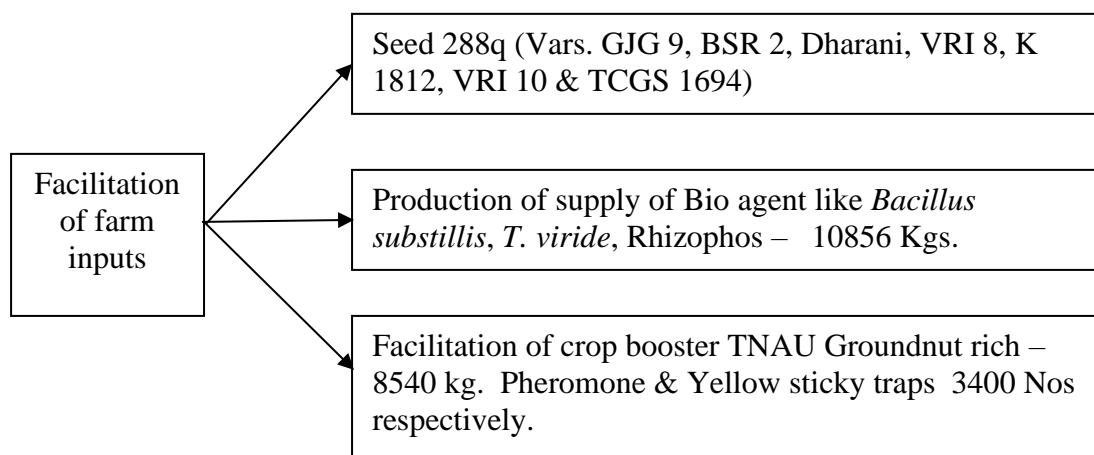 Seed 288q (Vars. GJG 9, BSR 2, Dharani, VRI 8, K
1812, VRI 10 & TCGS 1694)
Facilitation
of farm
inputs
Production of supply of Bio agent like Bacillus
substillis, T. viride, Rhizophos – 10856 Kgs.
Facilitation of crop booster TNAU Groundnut rich –
8540 kg. Pheromone & Yellow sticky traps 3400 Nos
respectively.